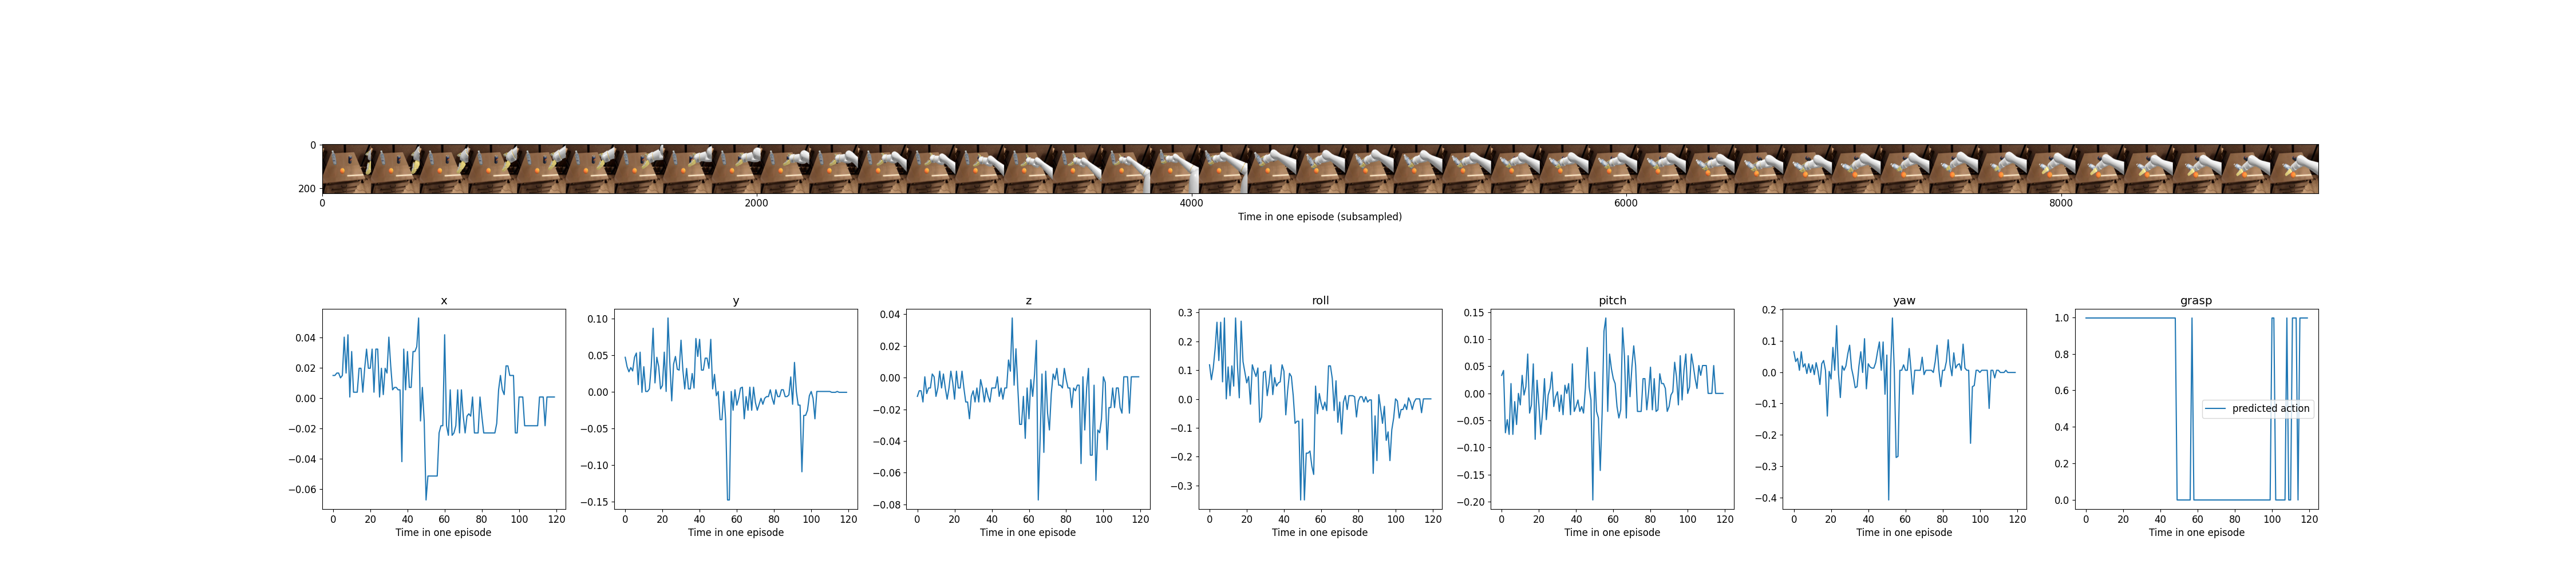 0
200
0 2000 4000 6000 8000
Time in one episode (subsampled)
x
0.04
0.02
0.00
−0.02
−0.04
−0.06
0 20 40 60 80 100 120
Time in one episode
y
0.10
0.05
0.00
−0.05
−0.10
−0.15
0 20 40 60 80 100 120
Time in one episode
z
0.04
0.02
0.00
−0.02
−0.04
−0.06
−0.08
0 20 40 60 80 100 120
Time in one episode
roll
0.3
0.2
0.1
0.0
−0.1
−0.2
−0.3
0 20 40 60 80 100 120
Time in one episode
pitch
0.15
0.10
0.05
0.00
−0.05
−0.10
−0.15
−0.20
0 20 40 60 80 100 120
Time in one episode
yaw
0.2
0.1
0.0
−0.1
−0.2
−0.3
−0.4
0 20 40 60 80 100 120
Time in one episode
grasp
1.0
0.8
0.6
0.4
0.2
0.0
predicted action
0 20 40 60 80 100 120
Time in one episode